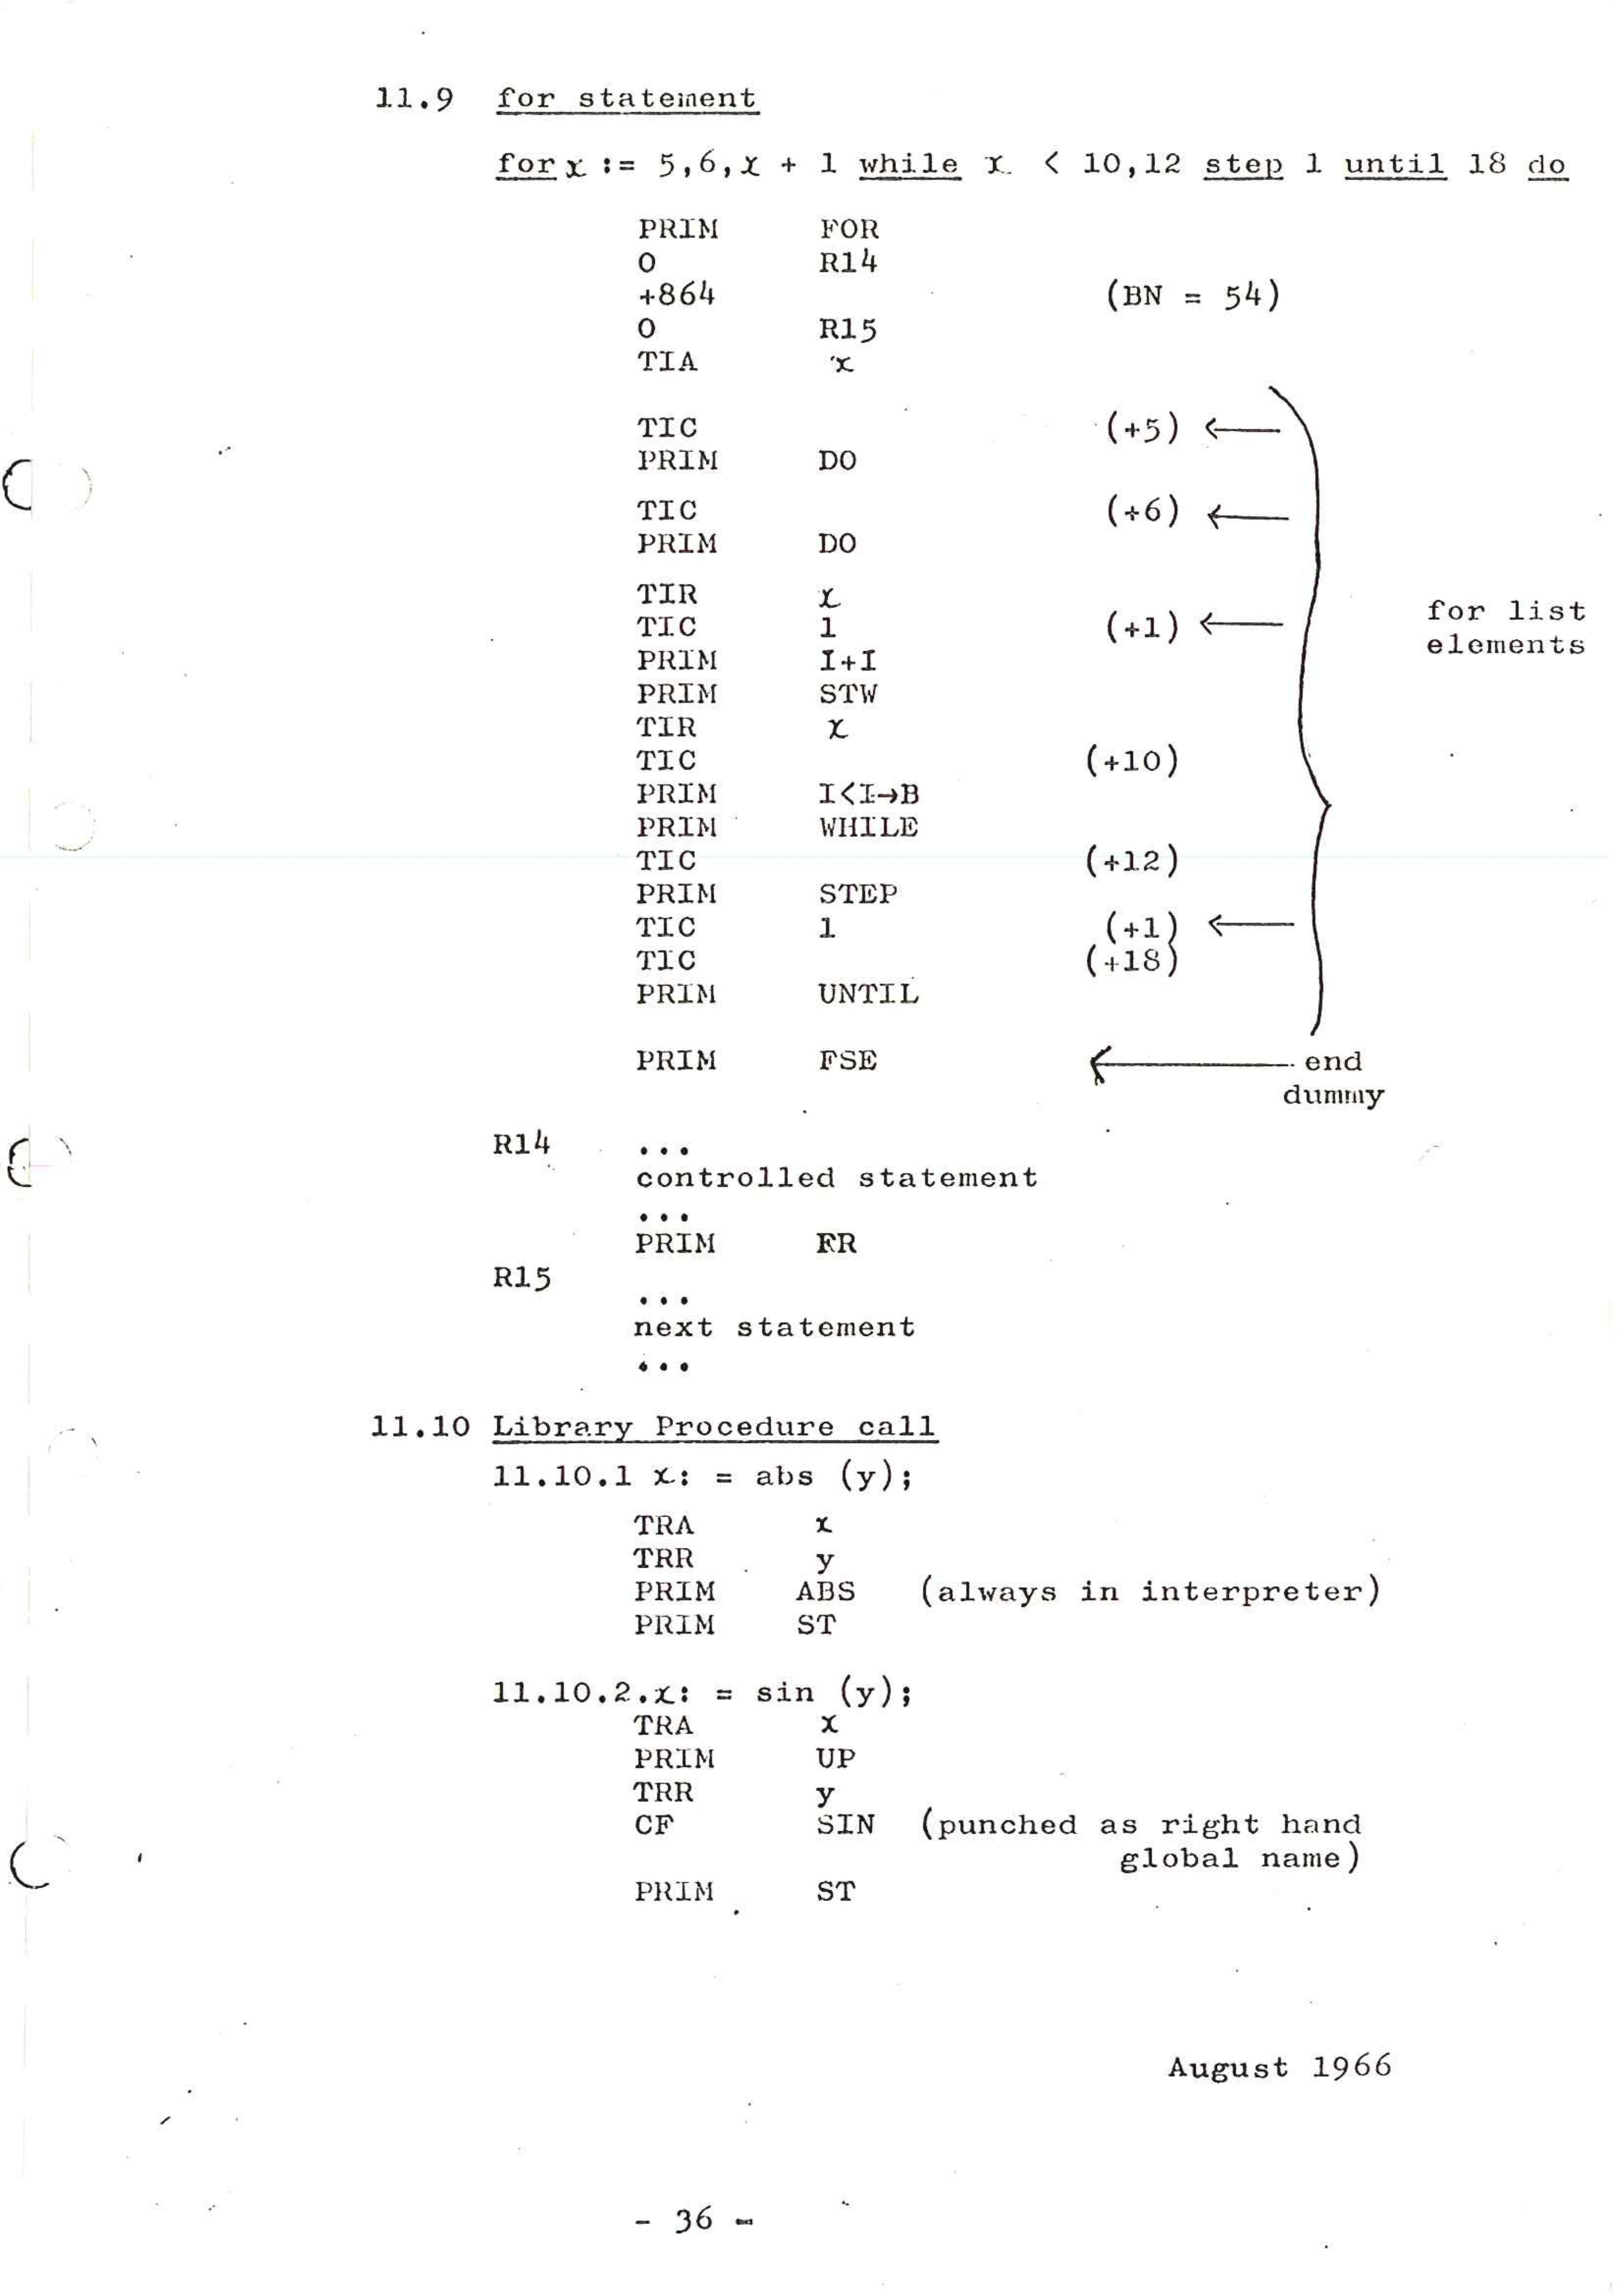 11.9 for statement
for x := 5,6,x + 1 while x < 10,12 step 1 until 18 do
PRIM FOR
0 R14
+864 (BN = 54)
0 R15
TIA x
TIC (+5) ←
PRIM DO
TIC (+6) ←
PRIM DO
TIR x
TIC 1 (+1) ←
for list
elements
PRIM I+I
PRIM STW
TIR x
TIC (+10)
PRIM I<I→B
PRIM WHILE
TIC (+12)
PRIM STEP
TIC 1 (+1) ←
TIC (+18)
PRIM UNTIL
PRIM FSE ← end
dummy
R14 ...
controlled statement
...
PRIM FR
R15
...
next statement
...
11.10 Library Procedure call
11.10.1 x: = abs (y);
TRA x
TRR y
PRIM ABS (always in interpreter)
PRIM ST
11.10.2.x: = sin (y);
TRA x
PRIM UP
TRR y
CF SIN (punched as right hand
global name)
PRIM ST
August 1966
- 36 -